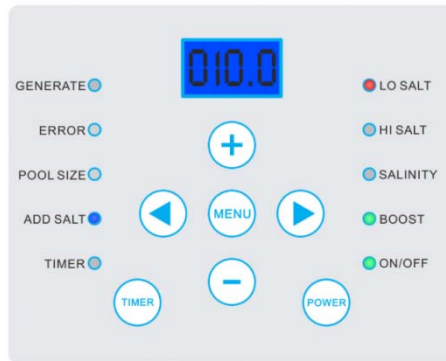 010.0
GENERATE
ERROR
POOL SIZE
ADD SALT
TIMER
LO SALT
HI SALT
SALINITY
BOOST
ON/OFF
+
MENU
−
TIMER
POWER